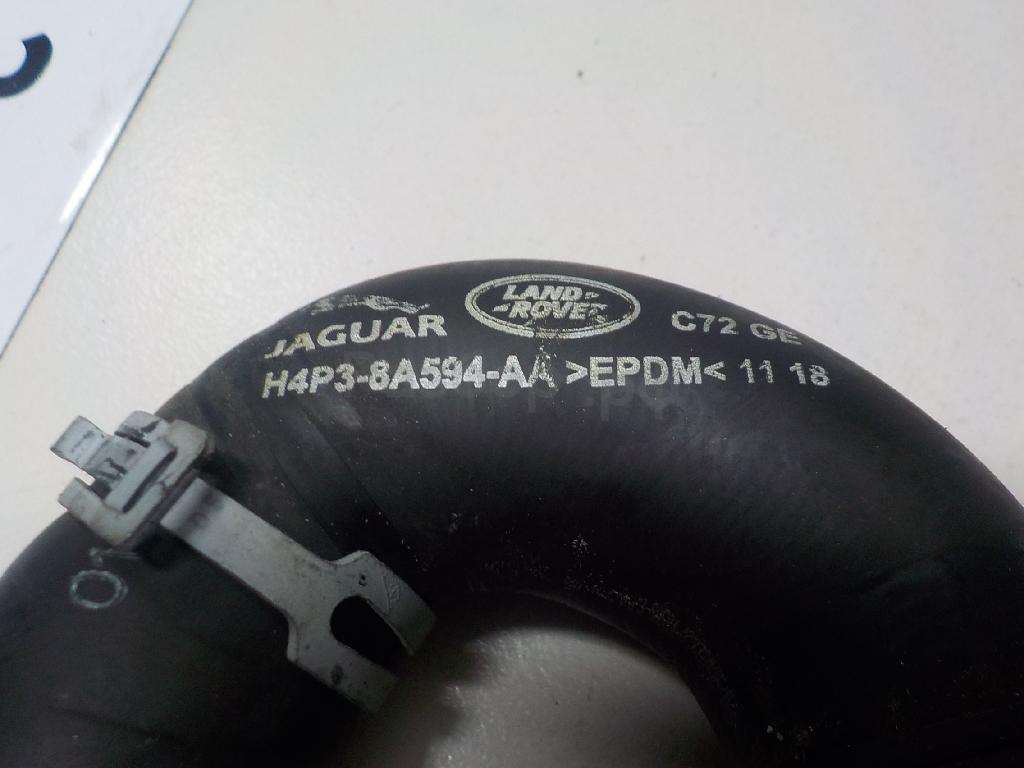 JAGUAR LAND ROVER C72 GE
H4P3-8A594-AA >EPDM< 11 18